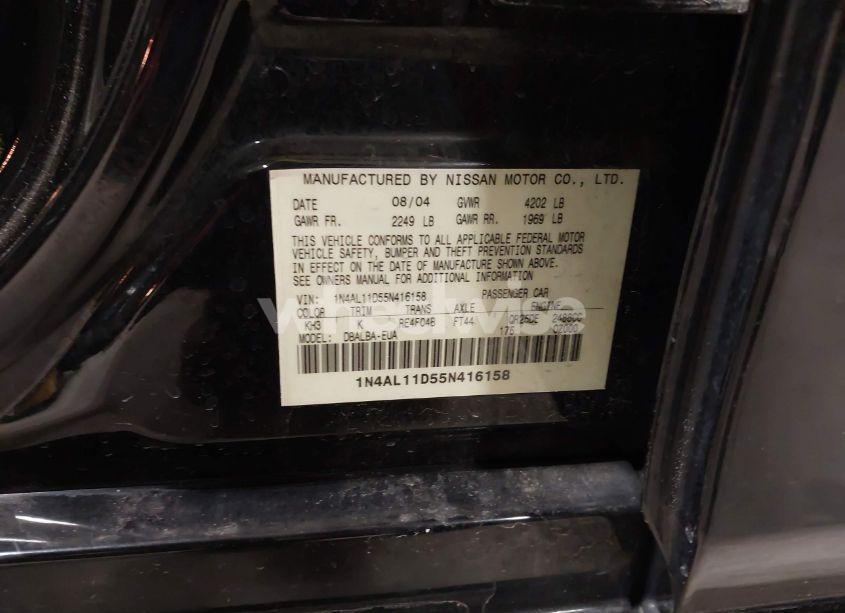 MANUFACTURED BY NISSAN MOTOR CO., LTD.
DATE 08/04 GVWR 4202 LB
GAWR FR. 2249 LB GAWR RR. 1969 LB
THIS VEHICLE CONFORMS TO ALL APPLICABLE FEDERAL MOTOR
VEHICLE SAFETY, BUMPER AND THEFT PREVENTION STANDARDS
IN EFFECT ON THE DATE OF MANUFACTURE SHOWN ABOVE.
SEE OWNERS MANUAL FOR ADDITIONAL INFORMATION
VIN: 1N4AL11D55N416158 PASSENGER CAR
COLOR TRIM TRANS AXLE ENGINE
KH3 K RE4F04B FT44 QR25DE 2488CC
175
MODEL: DBALBA-EUA
1N4AL11D55N416158